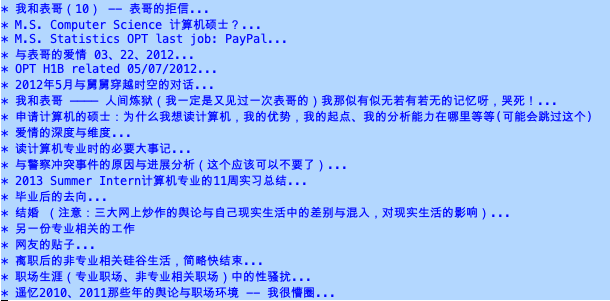 * 我和表哥（10） —— 表哥的拒信...
* M.S. Computer Science 计算机硕士？...
* M.S. Statistics OPT last job: PayPal...
* 与表哥的爱情 03、22、2012...
* OPT H1B related 05/07/2012...
* 2012年5月与舅舅穿越时空的对话...
* 我和表哥 ———— 人间炼狱（我一定是又见过一次表哥的）我那似有似无若有若无的记忆呀，哭死！...
* 申请计算机的硕士：为什么我想读计算机，我的优势，我的起点、我的分析能力在哪里等等(可能会跳过这个)
* 爱情的深度与维度...
* 读计算机专业时的必要大事记...
* 与警察冲突事件的原因与进展分析（这个应该可以不要了）...
* 2013 Summer Intern计算机专业的11周实习总结...
* 毕业后的去向...
* 结婚 （注意：三大网上炒作的舆论与自己现实生活中的差别与混入，对现实生活的影响）...
* 另一份专业相关的工作
* 网友的贴子...
* 离职后的非专业相关硅谷生活，简略快结束...
* 职场生涯（专业职场、非专业相关职场）中的性骚扰...
* 遥忆2010、2011那些年的舆论与职场环境 —— 我很懵圈...